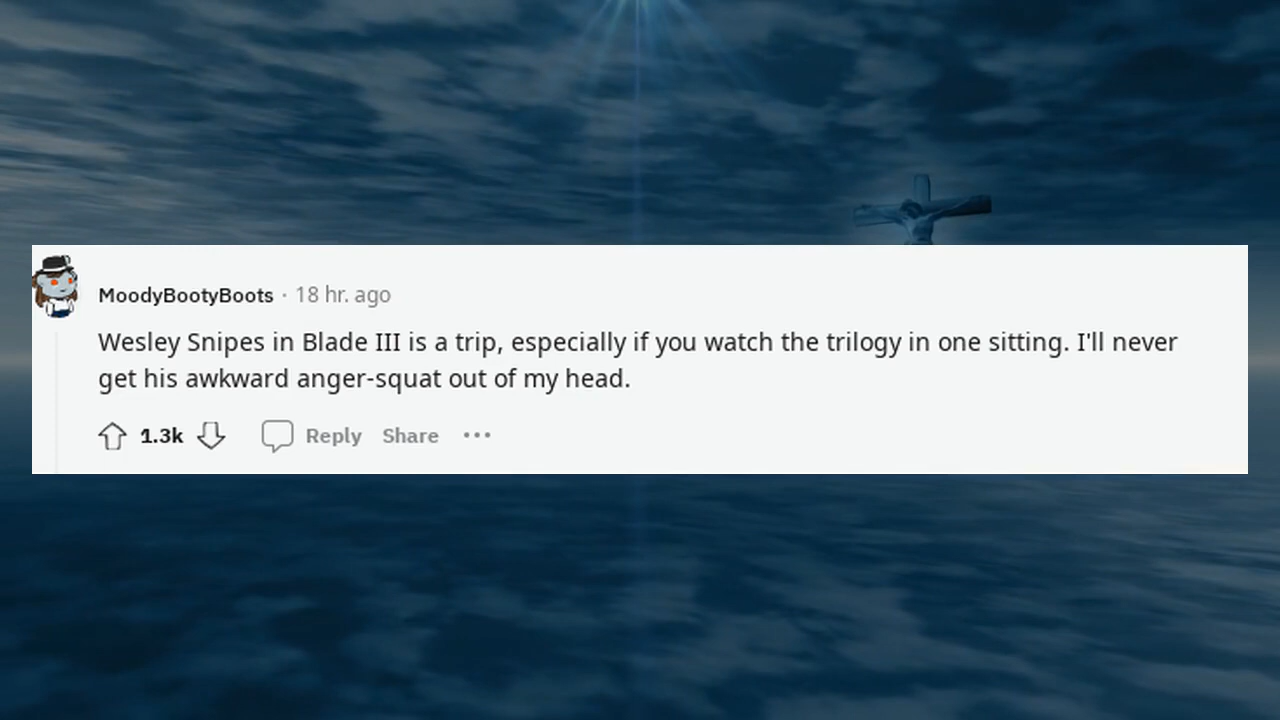 MoodyBootyBoots · 18 hr. ago
Wesley Snipes in Blade III is a trip, especially if you watch the trilogy in one sitting. I'll never
get his awkward anger-squat out of my head.
1.3k Reply Share •••